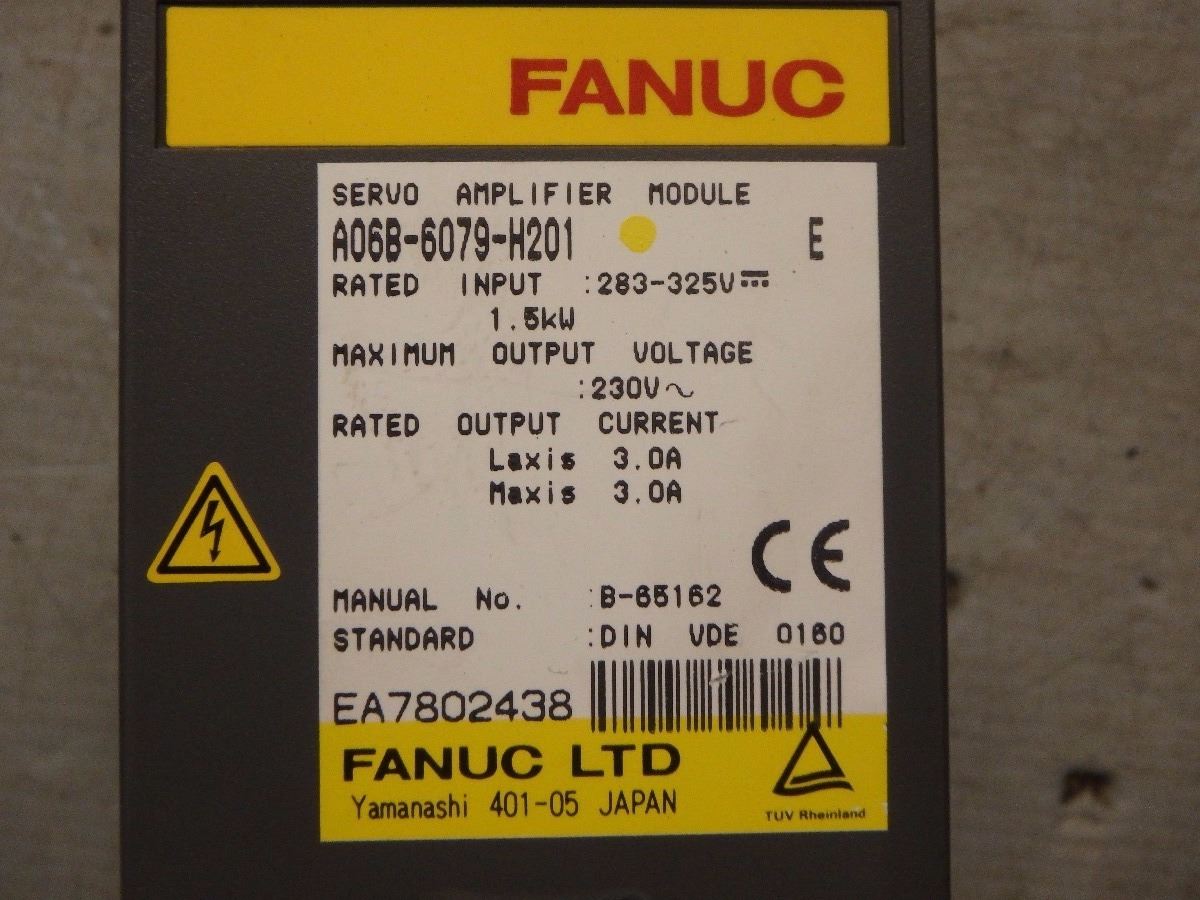 FANUC
SERVO AMPLIFIER MODULE
A06B-6079-H201 E
RATED INPUT :283-325V⎓
1.5kW
MAXIMUM OUTPUT VOLTAGE
:230V~
RATED OUTPUT CURRENT
Laxis 3.0A
Maxis 3.0A
CE
MANUAL No. :B-65162
STANDARD :DIN VDE 0160
EA7802438
FANUC LTD
Yamanashi 401-05 JAPAN
TUV Rheinland